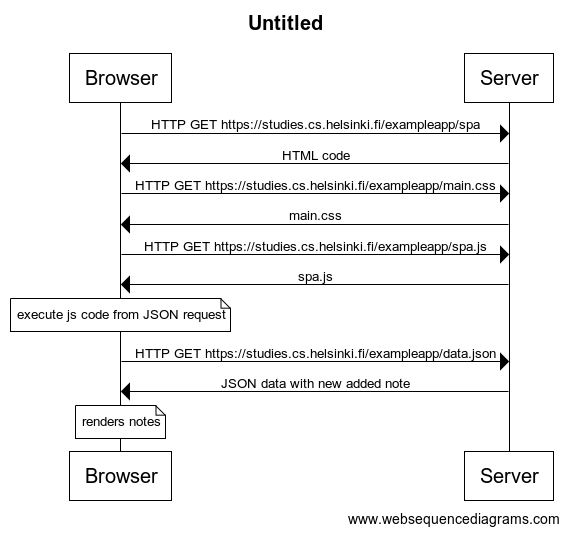 Untitled
Browser
Server
HTTP GET https://studies.cs.helsinki.fi/exampleapp/spa
HTML code
HTTP GET https://studies.cs.helsinki.fi/exampleapp/main.css
main.css
HTTP GET https://studies.cs.helsinki.fi/exampleapp/spa.js
spa.js
execute js code from JSON request
HTTP GET https://studies.cs.helsinki.fi/exampleapp/data.json
JSON data with new added note
renders notes
Browser
Server
www.websequencediagrams.com